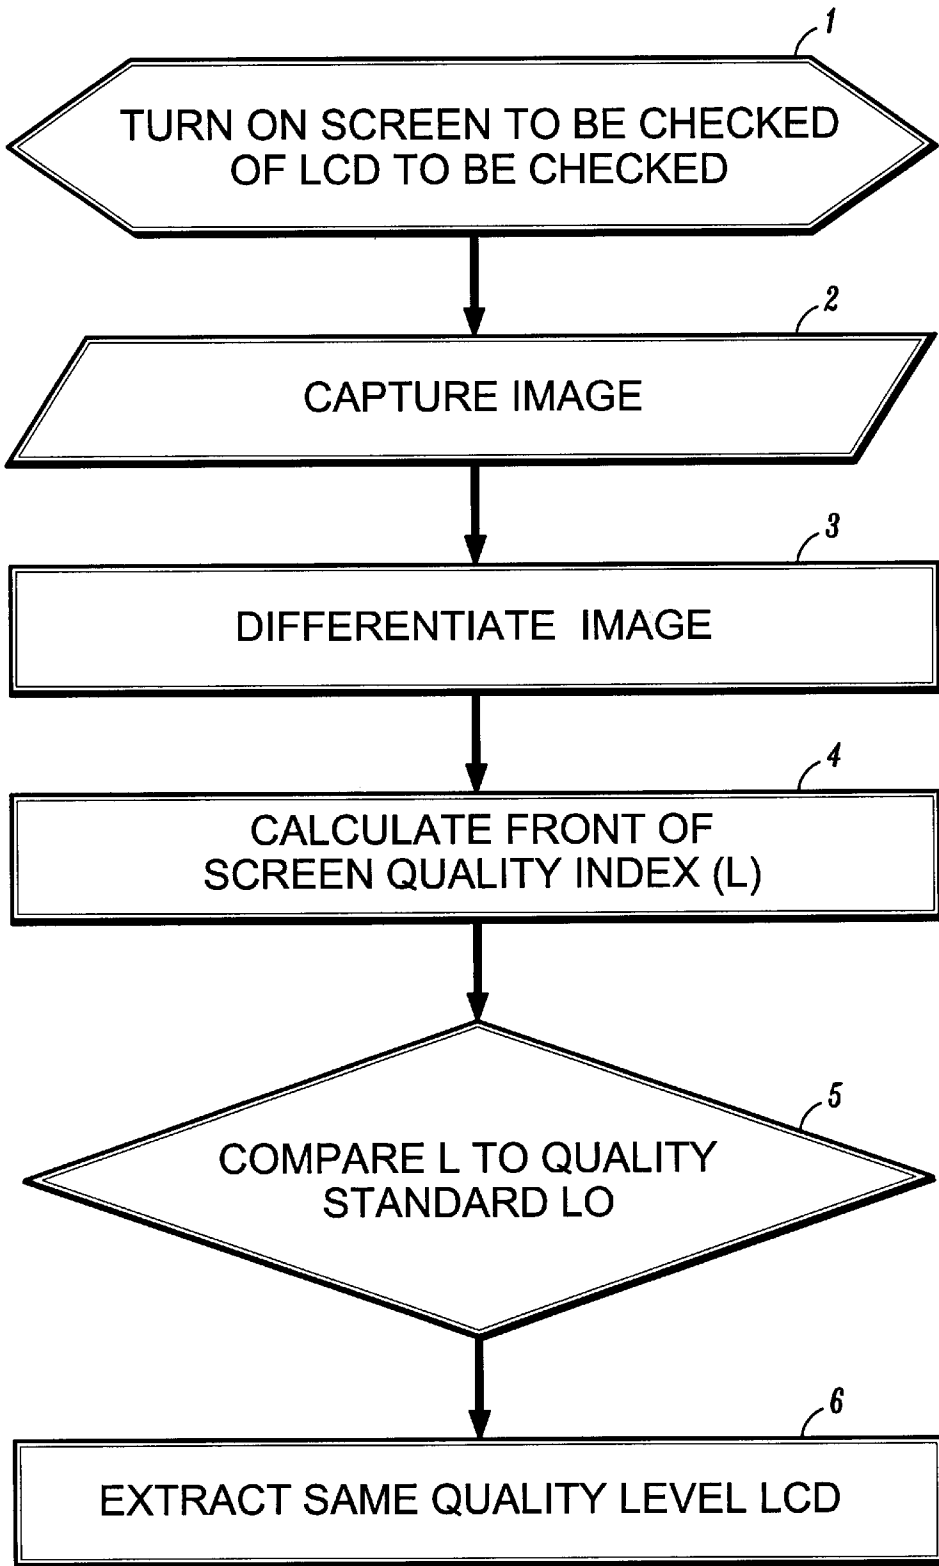 1
TURN ON SCREEN TO BE CHECKED
OF LCD TO BE CHECKED
2
CAPTURE IMAGE
3
DIFFERENTIATE IMAGE
4
CALCULATE FRONT OF
SCREEN QUALITY INDEX (L)
5
COMPARE L TO QUALITY
STANDARD LO
6
EXTRACT SAME QUALITY LEVEL LCD